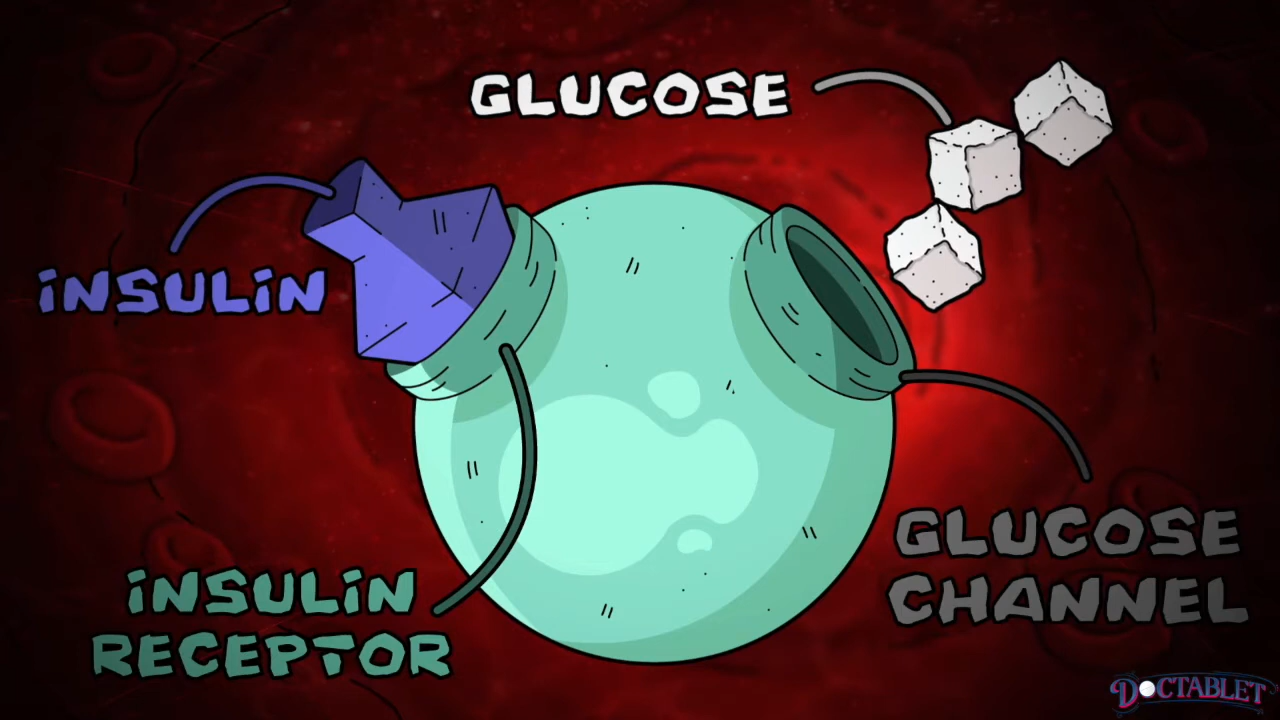 GLUCOSE
iNSULiN
iNSULiN
RECEPTOR
GLUCOSE
CHANNEL
DOCTABLET